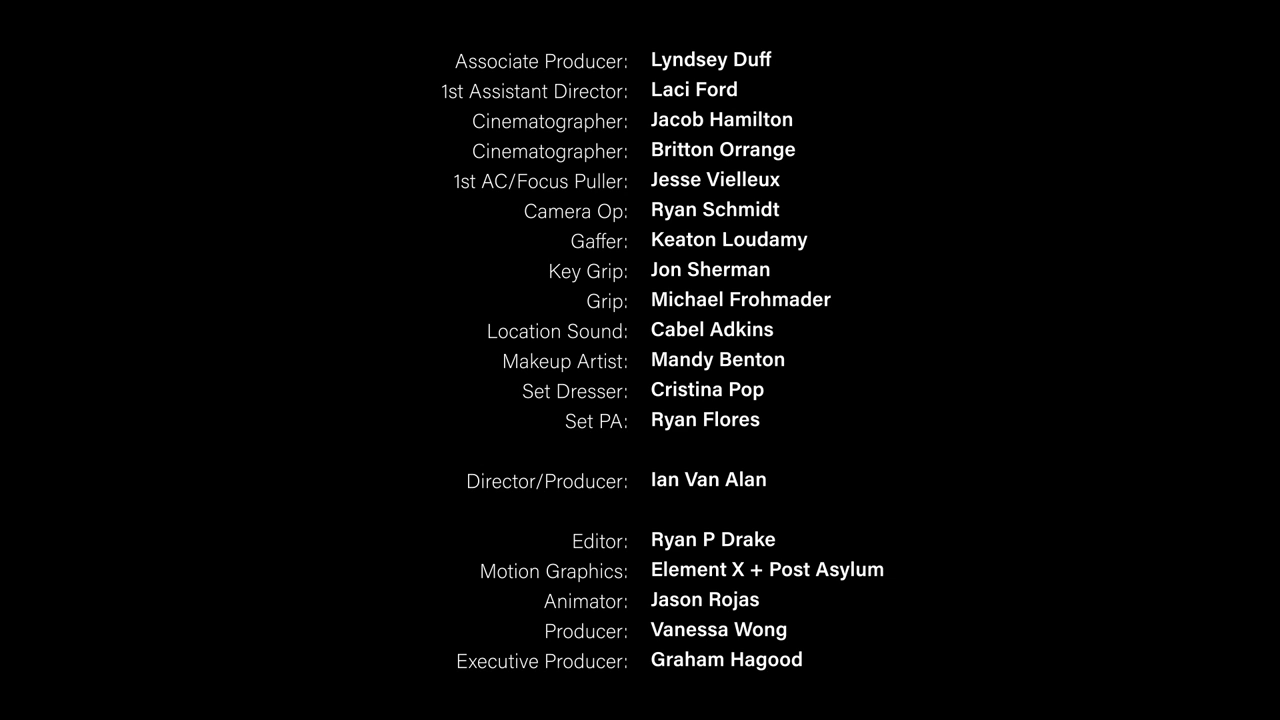 Associate Producer: Lyndsey Duff
1st Assistant Director: Laci Ford
Cinematographer: Jacob Hamilton
Cinematographer: Britton Orrange
1st AC/Focus Puller: Jesse Vielleux
Camera Op: Ryan Schmidt
Gaffer: Keaton Loudamy
Key Grip: Jon Sherman
Grip: Michael Frohmader
Location Sound: Cabel Adkins
Makeup Artist: Mandy Benton
Set Dresser: Cristina Pop
Set PA: Ryan Flores
Director/Producer: Ian Van Alan
Editor: Ryan P Drake
Motion Graphics: Element X + Post Asylum
Animator: Jason Rojas
Producer: Vanessa Wong
Executive Producer: Graham Hagood